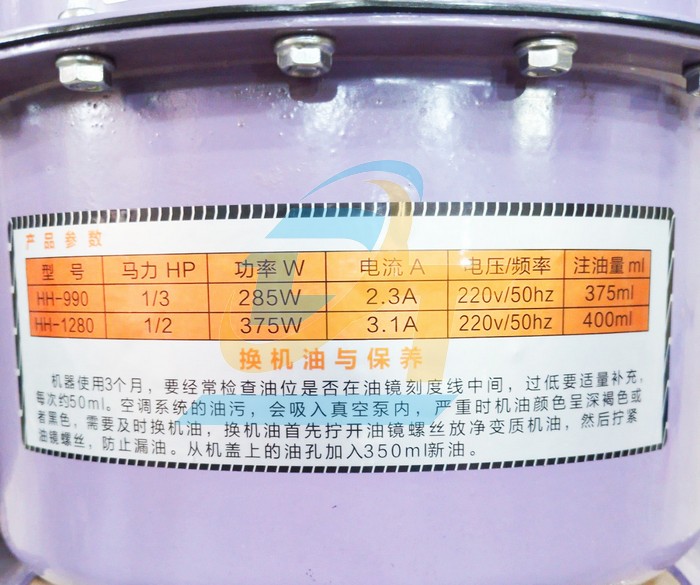 产品参数
型号 马力 HP 功率 W 电流 A 电压/频率 注油量 ml
HH-990 1/3 285W 2.3A 220v/50hz 375ml
HH-1280 1/2 375W 3.1A 220v/50hz 400ml
换机油与保养
机器使用3个月，要经常检查油位是否在油镜刻度线中间，过低要适量补充，
每次约50ml。空调系统的油污，会吸入真空泵内，严重时机油颜色呈深褐色或
者黑色，需要及时换机油，换机油首先拧开油镜螺丝放净变质机油，然后拧紧
油镜螺丝，防止漏油。从机盖上的油孔加入350ml新油。